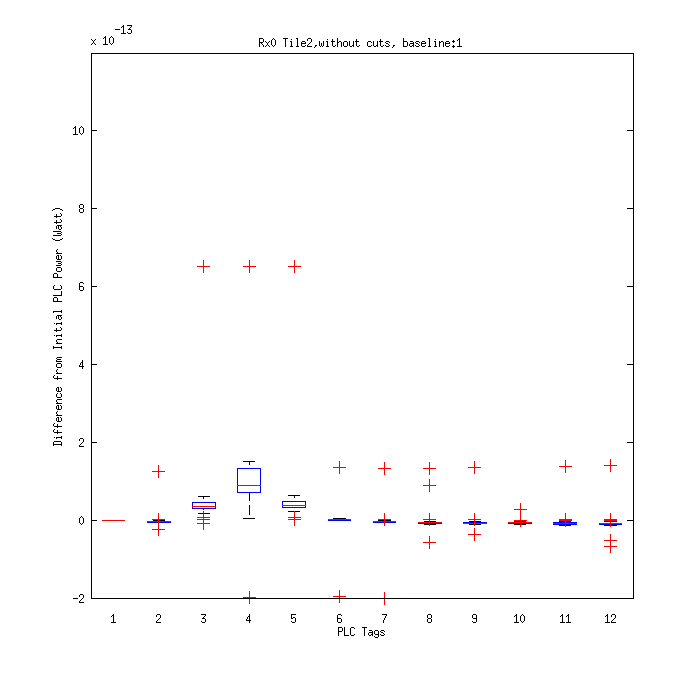 x 10
-13
Rx0 Tile2,without cuts, baseline:1
10
8
6
4
2
0
-2
Difference from Initial PLC Power (Watt)
1 2 3 4 5 6 7 8 9 10 11 12
PLC Tags